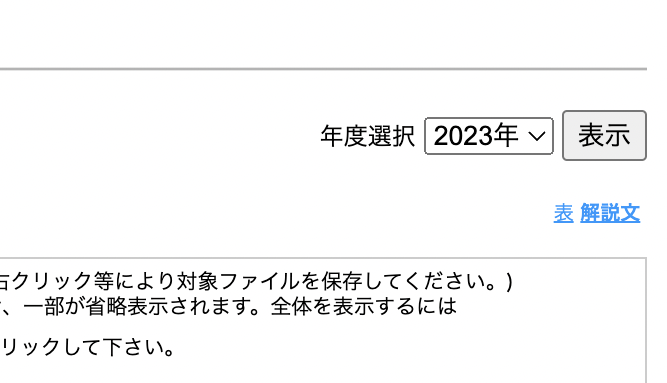 年度選択 2023年 表示
表 解説文
右クリック等により対象ファイルを保存してください。)
、一部が省略表示されます。全体を表示するには
リックして下さい。